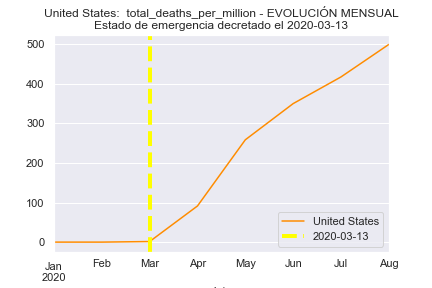 United States:  total_deaths_per_million - EVOLUCIÓN MENSUAL
Estado de emergencia decretado el 2020-03-13
500
400
300
200
100
0
United States
2020-03-13
Jan Feb Mar Apr May Jun Jul Aug
2020